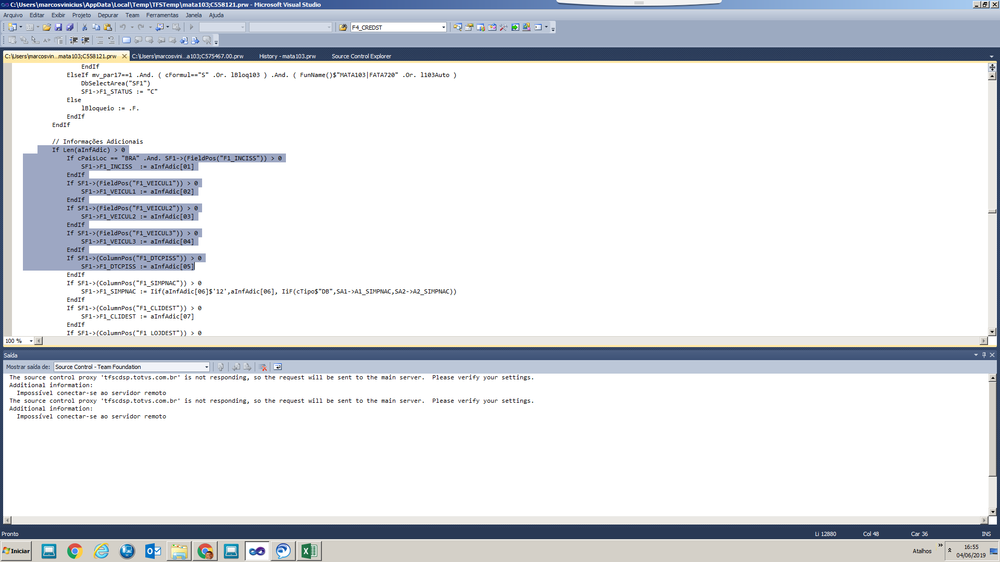 C:\Users\marcosvinicius\AppData\Local\Temp\TFSTemp\mata103;C558121.prw - Microsoft Visual Studio
Arquivo Editar Exibir Projeto Depurar Team Ferramentas Janela Ajuda
F4_CREDST
C:\Users\marcosvin...mata103;C558121.prw C:\Users\marcosvini...a103;C575467.00.prw History - mata103.prw Source Control Explorer
EndIf
ElseIf mv_par17==1 .And. ( cFormul=="S" .Or. lBloq103 ) .And. ( FunName()$"MATA103|FATA720" .Or. l103Auto )
DbSelectArea("SF1")
SF1->F1_STATUS := "C"
Else
lBloqueio := .F.
EndIf
EndIf
// Informações Adicionais
If Len(aInfAdic) > 0
If cPaisLoc == "BRA" .And. SF1->(FieldPos("F1_INCISS")) > 0
SF1->F1_INCISS  := aInfAdic[01]
EndIf
If SF1->(FieldPos("F1_VEICUL1")) > 0
SF1->F1_VEICUL1 := aInfAdic[02]
EndIf
If SF1->(FieldPos("F1_VEICUL2")) > 0
SF1->F1_VEICUL2 := aInfAdic[03]
EndIf
If SF1->(FieldPos("F1_VEICUL3")) > 0
SF1->F1_VEICUL3 := aInfAdic[04]
EndIf
If SF1->(ColumnPos("F1_DTCPISS")) > 0
SF1->F1_DTCPISS := aInfAdic[05]
EndIf
If SF1->(ColumnPos("F1_SIMPNAC")) > 0
SF1->F1_SIMPNAC := Iif(aInfAdic[06]$'12',aInfAdic[06], IiF(cTipo$"DB",SA1->A1_SIMPNAC,SA2->A2_SIMPNAC))
EndIf
If SF1->(ColumnPos("F1_CLIDEST")) > 0
SF1->F1_CLIDEST := aInfAdic[07]
EndIf
If SF1->(ColumnPos("F1_LOJDEST")) > 0
100 %
Saída
Mostrar saída de: Source Control - Team Foundation
The source control proxy 'tfscdsp.totvs.com.br' is not responding, so the request will be sent to the main server.  Please verify your settings.
Additional information:
Impossível conectar-se ao servidor remoto
The source control proxy 'tfscdsp.totvs.com.br' is not responding, so the request will be sent to the main server.  Please verify your settings.
Additional information:
Impossível conectar-se ao servidor remoto
Pronto Li 12880 Col 48 Car 36 INS
Iniciar SC Atalhos 16:55
04/06/2019